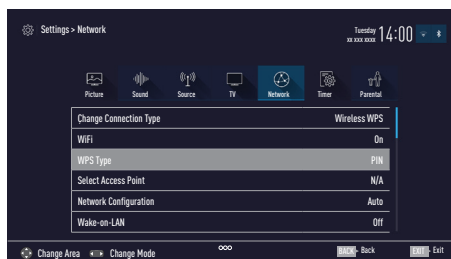 Settings > Network
Tuesday
xx xxx xxxx
14:00
Picture Sound Source TV Network Timer Parental
Change Connection Type Wireless WPS
WiFi On
WPS Type PIN
Select Access Point N/A
Network Configuration Auto
Wake-on-LAN Off
Change Area Change Mode BACK - Back EXIT - Exit